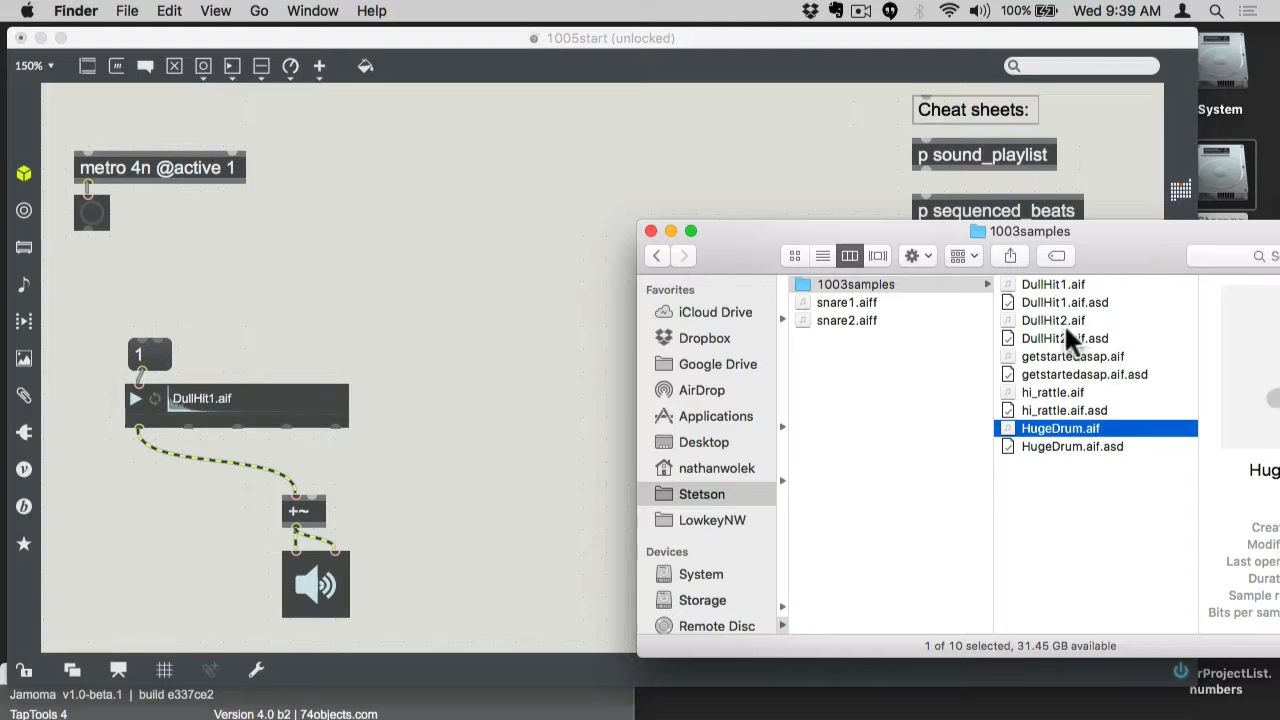 Finder File Edit View Go Window Help 100% Wed 9:39 AM
1005start (unlocked)
150%
System
Cheat sheets:
metro 4n @active 1
p sound_playlist
p sequenced_beats
1003samples
Favorites
iCloud Drive
Dropbox
Google Drive
AirDrop
Applications
Desktop
nathanwolek
Stetson
LowkeyNW
Devices
System
Storage
Remote Disc
1003samples
snare1.aiff
snare2.aiff
DullHit1.aif
DullHit1.aif.asd
DullHit2.aif
getstartedasap.aif
getstartedasap.aif.asd
hi_rattle.aif
hi_rattle.aif.asd
HugeDrum.aif
HugeDrum.aif.asd
1 of 10 selected, 31.45 GB available
1
DullHit1.aif
+~
Jamoma v1.0-beta.1 | build e337ce2
TapTools 4 Version 4.0 b2 | 74objects.com
rProjectList.
numbers